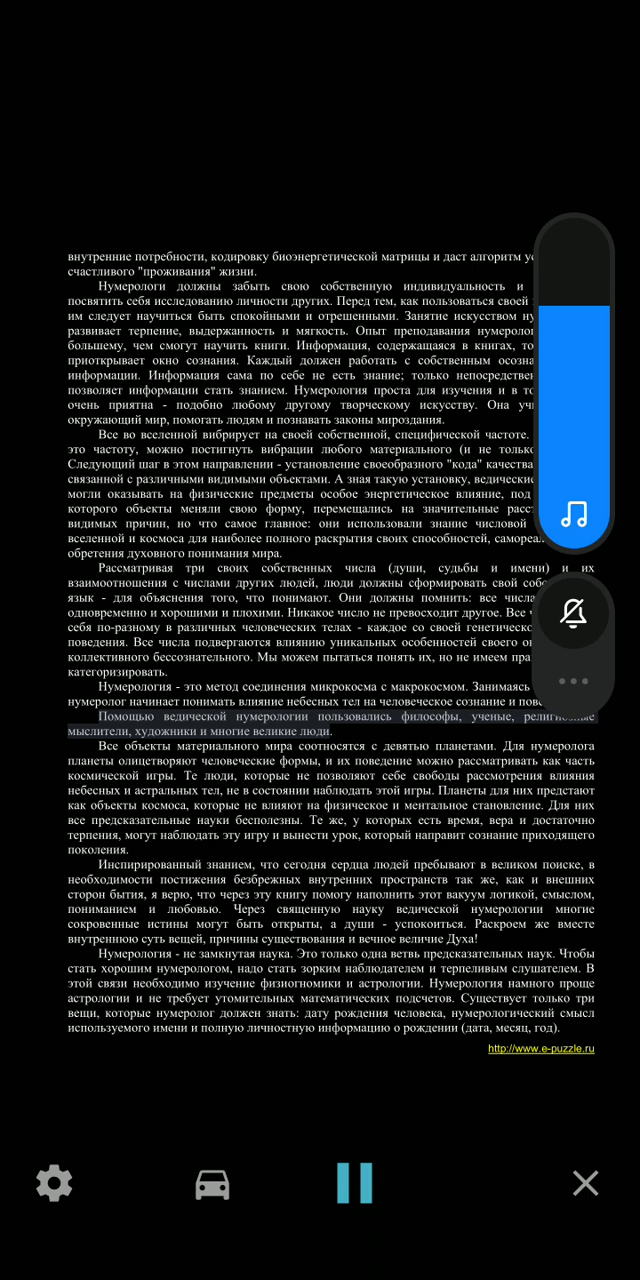 внутренние потребности, кодировку биоэнергетической матрицы и даст алгоритм
счастливого "проживания" жизни.
Нумерологи должны забыть свою собственную индивидуальность и
посвятить себя исследованию личности других. Перед тем, как пользоваться своей
им следует научиться быть спокойными и отрешенными. Занятие искусством
развивает терпение, выдержанность и мягкость. Опыт преподавания
большему, чем смогут научить книги. Информация, содержащаяся в книгах,
приоткрывает окно сознания. Каждый должен работать с собственным
информации. Информация сама по себе не есть знание; только
позволяет информации стать знанием. Нумерология проста для изучения и в
очень приятна - подобно любому другому творческому искусству. Она
окружающий мир, помогать людям и познавать законы мироздания.
Все во вселенной вибрирует на своей собственной, специфической частоте.
это частоту, можно постигнуть вибрации любого материального (и не
Следующий шаг в этом направлении - установление своеобразного "кода" качества
связанной с различными видимыми объектами. А зная такую установку, ведические
могли оказывать на физические предметы особое энергетическое влияние, под
которого объекты меняли свою форму, перемещались на значительные
видимых причин, но что самое главное: они использовали знание числовой
вселенной и космоса для наиболее полного раскрытия своих способностей,
обретения духовного понимания мира.
Рассматривая три своих собственных числа (души, судьбы и имени) и их
взаимоотношения с числами других людей, люди должны сформировать свой
язык - для объяснения того, что понимают. Они должны помнить: все числа
одновременно и хорошими и плохими. Никакое число не превосходит другое. Все
себя по-разному в различных человеческих телах - каждое со своей
поведения. Все числа подвергаются влиянию уникальных особенностей своего
коллективного бессознательного. Мы можем пытаться понять их, но не имеем
категоризировать.
Нумерология - это метод соединения микрокосма с макрокосмом. Занимаясь
нумеролог начинает понимать влияние небесных тел на человеческое сознание и
Помощью ведической нумерологии пользовались философы, ученые, религиозные
мыслители, художники и многие великие люди.
Все объекты материального мира соотносятся с девятью планетами. Для нумеролога
планеты олицетворяют человеческие формы, и их поведение можно рассматривать как часть
космической игры. Те люди, которые не позволяют себе свободы рассмотрения влияния
небесных и астральных тел, не в состоянии наблюдать этой игры. Планеты для них предстают
как объекты космоса, которые не влияют на физическое и ментальное становление. Для них
все предсказательные науки бесполезны. Те же, у которых есть время, вера и достаточно
терпения, могут наблюдать эту игру и вынести урок, который направит сознание приходящего
поколения.
Инспирированный знанием, что сегодня сердца людей пребывают в великом поиске, в
необходимости постижения безбрежных внутренних пространств так же, как и внешних
сторон бытия, я верю, что через эту книгу помогу наполнить этот вакуум логикой, смыслом,
пониманием и любовью. Через священную науку ведической нумерологии многие
сокровенные истины могут быть открыты, а души - успокоиться. Раскроем же вместе
внутреннюю суть вещей, причины существования и вечное величие Духа!
Нумерология - не замкнутая наука. Это только одна ветвь предсказательных наук. Чтобы
стать хорошим нумерологом, надо стать зорким наблюдателем и терпеливым слушателем. В
этой связи необходимо изучение физиогномики и астрологии. Нумерология намного проще
астрологии и не требует утомительных математических подсчетов. Существует только три
вещи, которые нумеролог должен знать: дату рождения человека, нумерологический смысл
используемого имени и полную личностную информацию о рождении (дата, месяц, год).
http://www.e-puzzle.ru